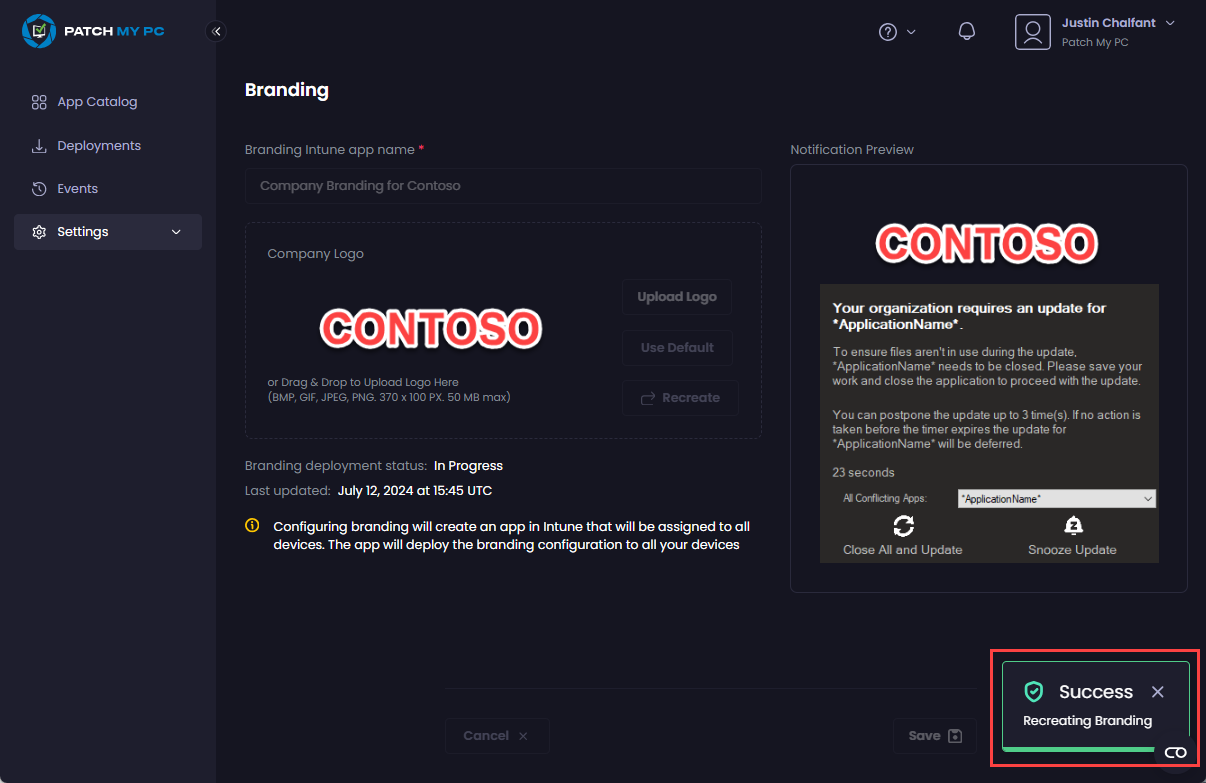 PATCH MY PC
Justin Chalfant
Patch My PC
App Catalog
Deployments
Events
Settings
Branding
Branding Intune app name *
Company Branding for Contoso
Company Logo
CONTOSO
Upload Logo
Use Default
or Drag & Drop to Upload Logo Here
(BMP, GIF, JPEG, PNG. 370 x 100 PX. 50 MB max)
Recreate
Branding deployment status: In Progress
Last updated: July 12, 2024 at 15:45 UTC
Configuring branding will create an app in Intune that will be assigned to all
devices. The app will deploy the branding configuration to all your devices
Notification Preview
CONTOSO
Your organization requires an update for
*ApplicationName*.
To ensure files aren't in use during the update,
*ApplicationName* needs to be closed. Please save your
work and close the application to proceed with the update.
You can postpone the update up to 3 time(s). If no action is
taken before the timer expires the update for
*ApplicationName* will be deferred.
23 seconds
All Conflicting Apps: *ApplicationName*
Close All and Update
Snooze Update
Cancel
Save
Success
Recreating Branding